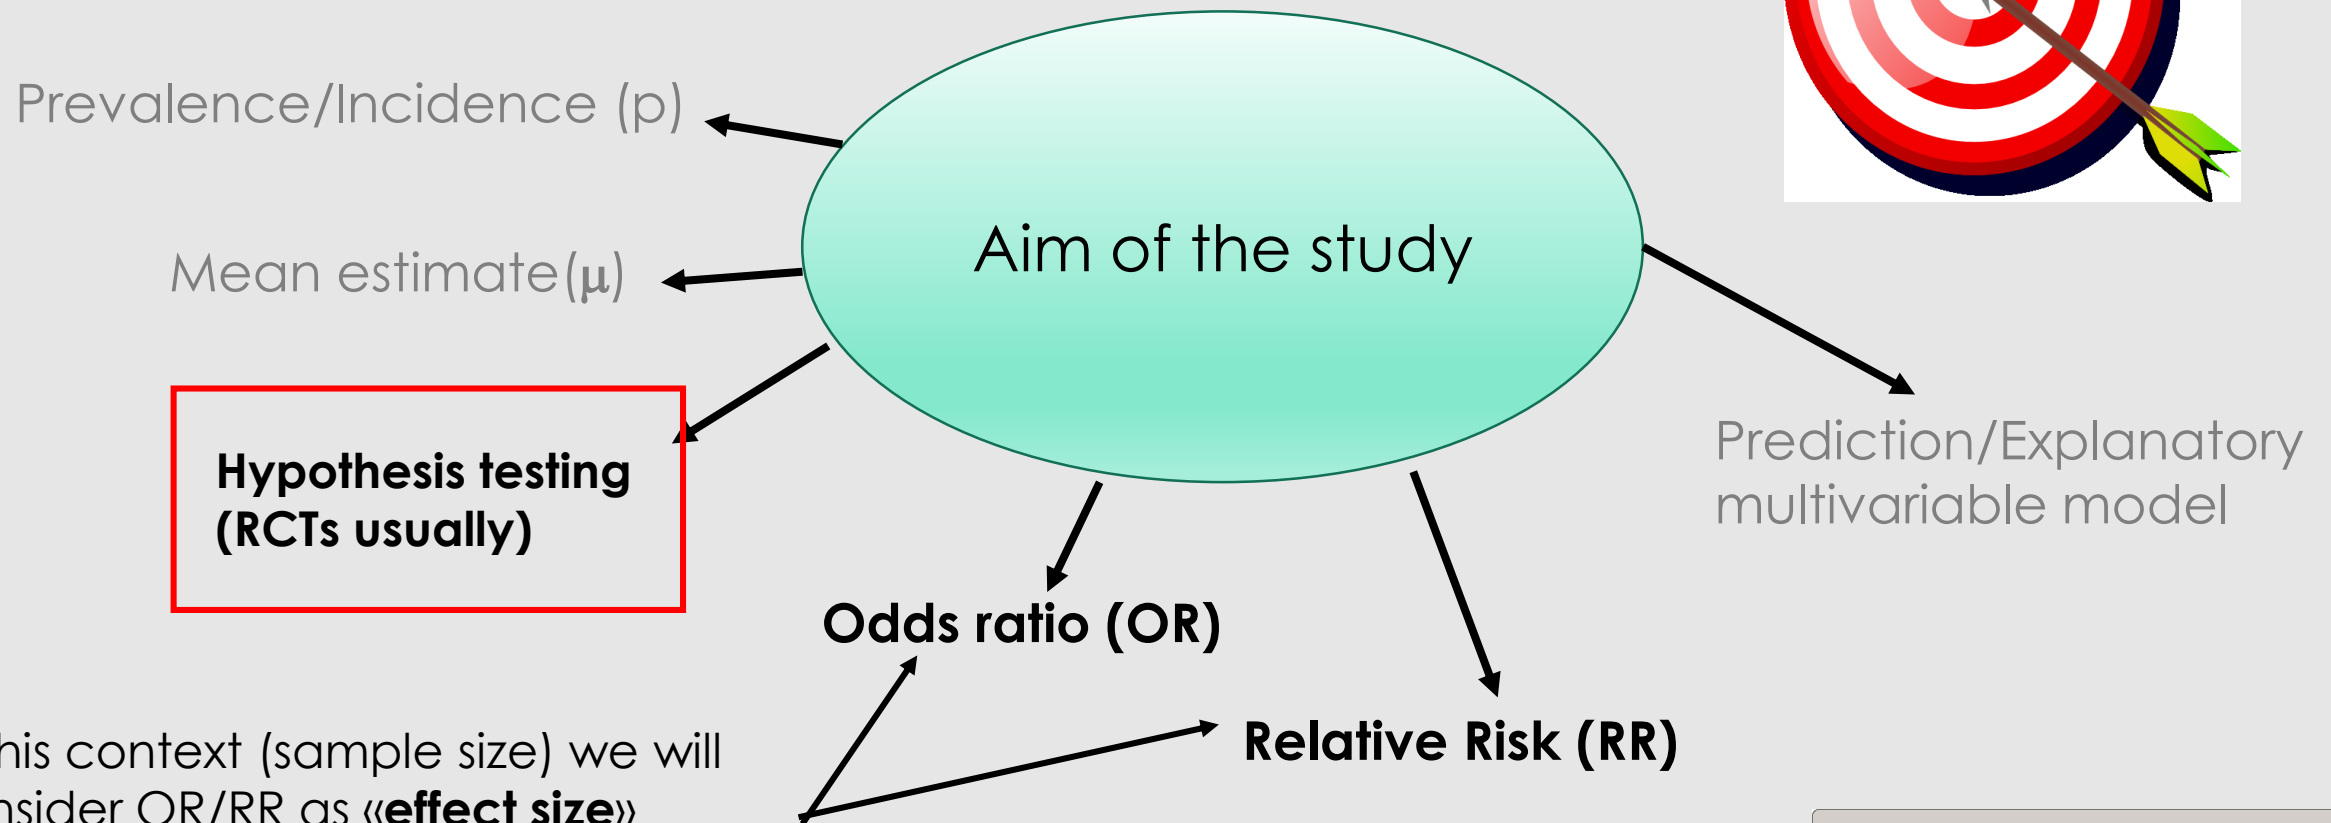 Prevalence/Incidence (p)
Mean estimate(μ)
Aim of the study
Hypothesis testing
(RCTs usually)
Prediction/Explanatory
multivariable model
Odds ratio (OR)
Relative Risk (RR)
his context (sample size) we will
nsider OR/RR as «effect size»